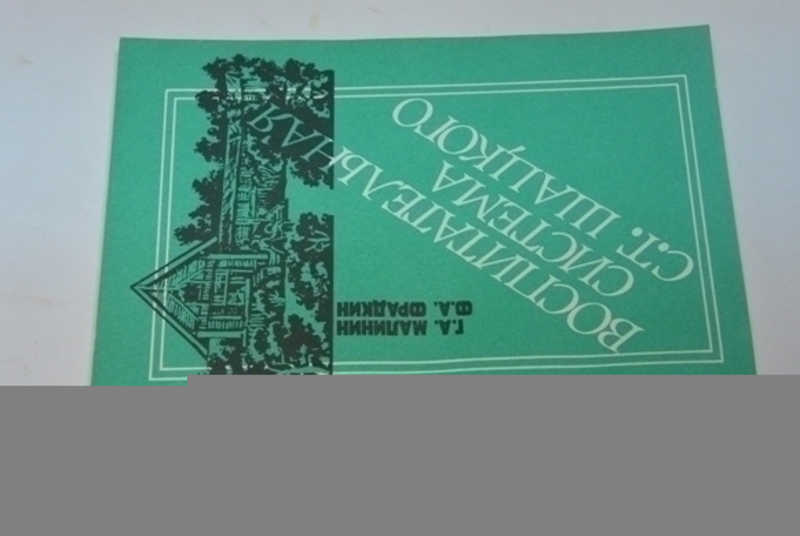 Г.А. МАЛИНИН
Ф.А. ФРАДКИН
ВОСПИТАТЕЛЬНАЯ
СИСТЕМА
С.Т. ШАЦКОГО